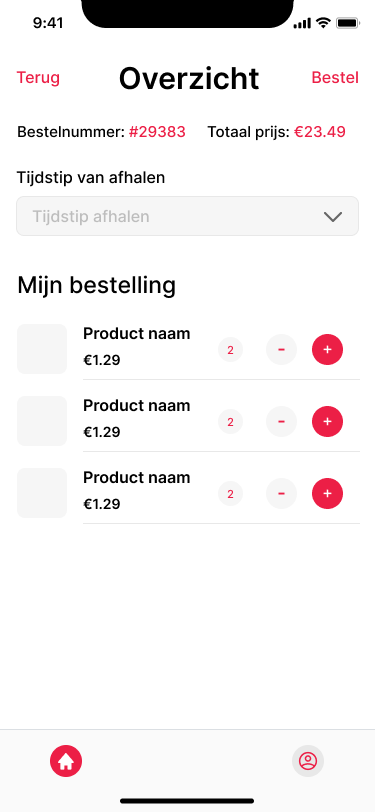 9:41
Terug Overzicht Bestel
Bestelnummer: #29383 Totaal prijs: €23.49
Tijdstip van afhalen
Tijdstip afhalen
Mijn bestelling
Product naam
€1.29
2 - +
Product naam
€1.29
2 - +
Product naam
€1.29
2 - +